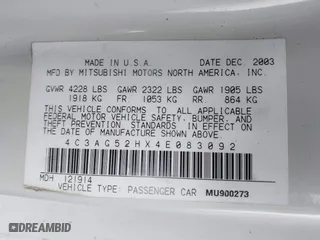 MADE IN U.S.A. DATE DEC 2003
MFD BY MITSUBISHI MOTORS NORTH AMERICA, INC.
GVWR 4228 LBS GAWR 2322 LBS GAWR 1905 LBS
1918 KG FR 1053 KG RR 864 KG
THIS VEHICLE CONFORMS TO ALL APPLICABLE
FEDERAL MOTOR VEHICLE SAFETY, BUMPER, AND
THEFT PREVENTION STANDARDS IN EFFECT ON
THE DATE OF MANUFACTURE SHOWN ABOVE.
4C3AG52HX4E083092
MDH 121914
VEHICLE TYPE: PASSENGER CAR MU900273
DREAMBID